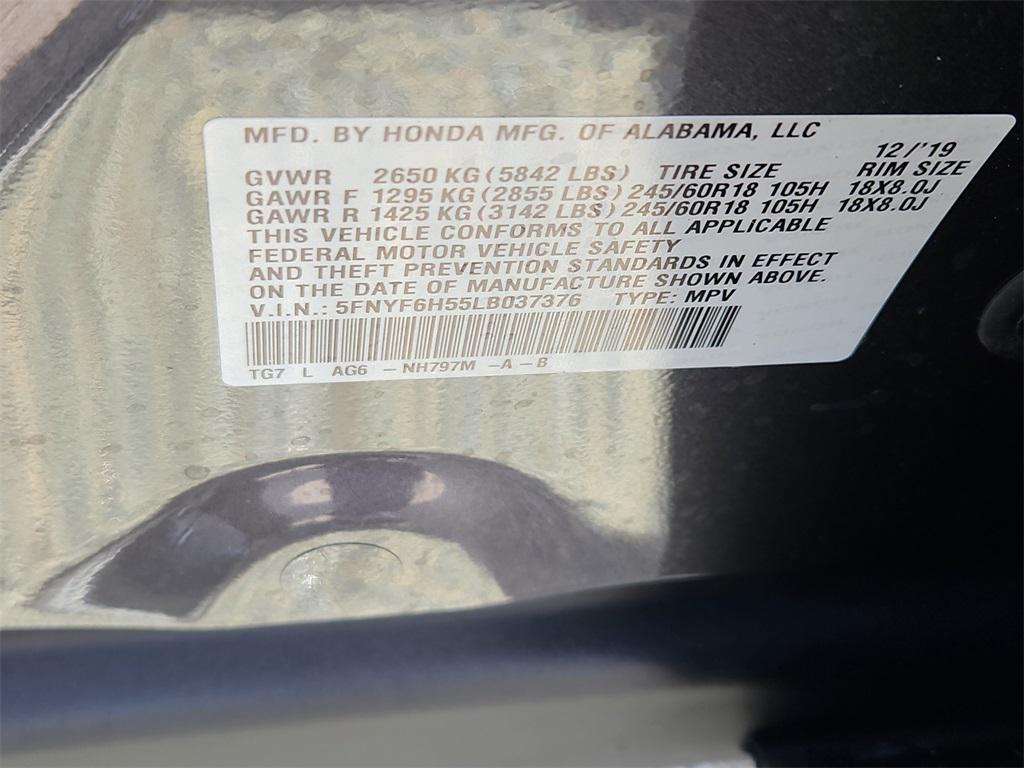 MFD. BY HONDA MFG. OF ALABAMA, LLC
12/'19
GVWR 2650 KG (5842 LBS) TIRE SIZE RIM SIZE
GAWR F 1295 KG (2855 LBS) 245/60R18 105H 18X8.0J
GAWR R 1425 KG (3142 LBS) 245/60R18 105H 18X8.0J
THIS VEHICLE CONFORMS TO ALL APPLICABLE
FEDERAL MOTOR VEHICLE SAFETY
AND THEFT PREVENTION STANDARDS IN EFFECT
ON THE DATE OF MANUFACTURE SHOWN ABOVE.
V.I.N.: 5FNYF6H55LB037376 TYPE: MPV
TG7 L AG6 -NH797M -A-B